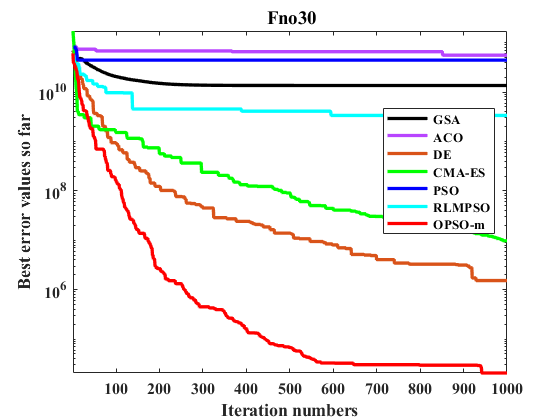 Fno30
Best error values so far
10^10
10^8
10^6
GSA
ACO
DE
CMA-ES
PSO
RLMPSO
OPSO-m
100 200 300 400 500 600 700 800 900 1000
Iteration numbers